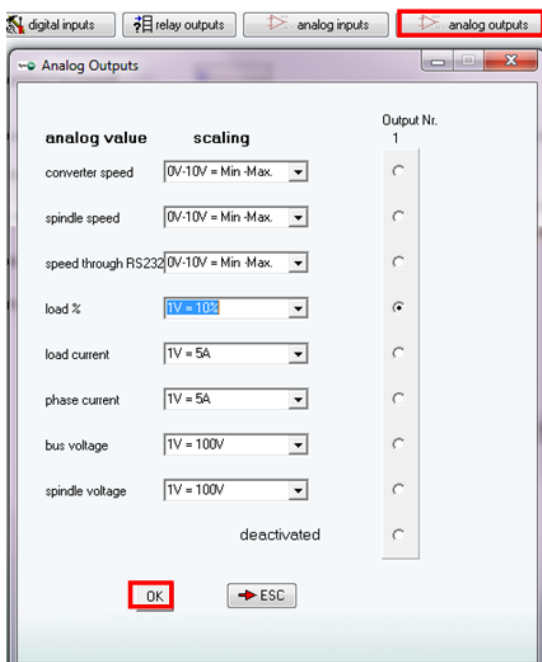 digital inputs relay outputs analog inputs analog outputs
Analog Outputs
Output Nr.
analog value scaling 1
converter speed 0V-10V = Min -Max.
spindle speed 0V-10V = Min -Max.
speed through RS232 0V-10V = Min -Max.
load % 1V = 10%
load current 1V = 5A
phase current 1V = 5A
bus voltage 1V = 100V
spindle voltage 1V = 100V
deactivated
OK ESC